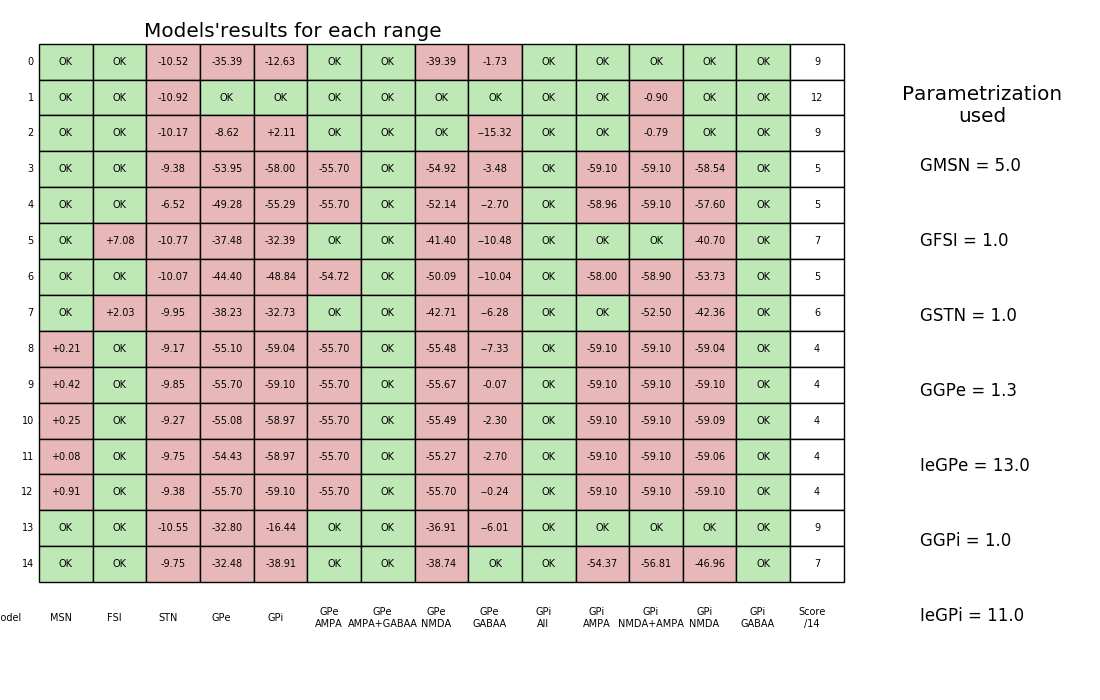 Models'results for each range
0 OK OK -10.52 -35.39 -12.63 OK OK -39.39 -1.73 OK OK OK OK OK 9
1 OK OK -10.92 OK OK OK OK OK OK OK OK -0.90 OK OK 12
2 OK OK -10.17 -8.62 +2.11 OK OK OK --15.32 OK OK -0.79 OK OK 9
3 OK OK -9.38 -53.95 -58.00 -55.70 OK -54.92 -3.48 OK -59.10 -59.10 -58.54 OK 5
4 OK OK -6.52 -49.28 -55.29 -55.70 OK -52.14 --2.70 OK -58.96 -59.10 -57.60 OK 5
5 OK +7.08 -10.77 -37.48 -32.39 OK OK -41.40 --10.48 OK OK OK -40.70 OK 7
6 OK OK -10.07 -44.40 -48.84 -54.72 OK -50.09 --10.04 OK -58.00 -58.90 -53.73 OK 5
7 OK +2.03 -9.95 -38.23 -32.73 OK OK -42.71 --6.28 OK OK -52.50 -42.36 OK 6
8 +0.21 OK -9.17 -55.10 -59.04 -55.70 OK -55.48 --7.33 OK -59.10 -59.10 -59.04 OK 4
9 +0.42 OK -9.85 -55.70 -59.10 -55.70 OK -55.67 -0.07 OK -59.10 -59.10 -59.10 OK 4
10 +0.25 OK -9.27 -55.08 -58.97 -55.70 OK -55.49 -2.30 OK -59.10 -59.10 -59.09 OK 4
11 +0.08 OK -9.75 -54.43 -58.97 -55.70 OK -55.27 -2.70 OK -59.10 -59.10 -59.06 OK 4
12 +0.91 OK -9.38 -55.70 -59.10 -55.70 OK -55.70 --0.24 OK -59.10 -59.10 -59.10 OK 4
13 OK OK -10.55 -32.80 -16.44 OK OK -36.91 --6.01 OK OK OK OK OK 9
14 OK OK -9.75 -32.48 -38.91 OK OK -38.74 OK OK -54.37 -56.81 -46.96 OK 7
odel MSN FSI STN GPe GPi GPe AMPA GPe AMPA+GABAA GPe NMDA GPe GABAA GPi All GPi AMPA GPi NMDA+AMPA GPi NMDA GPi GABAA Score /14
Parametrization
used
GMSN = 5.0
GFSI = 1.0
GSTN = 1.0
GGPe = 1.3
IeGPe = 13.0
GGPi = 1.0
IeGPi = 11.0